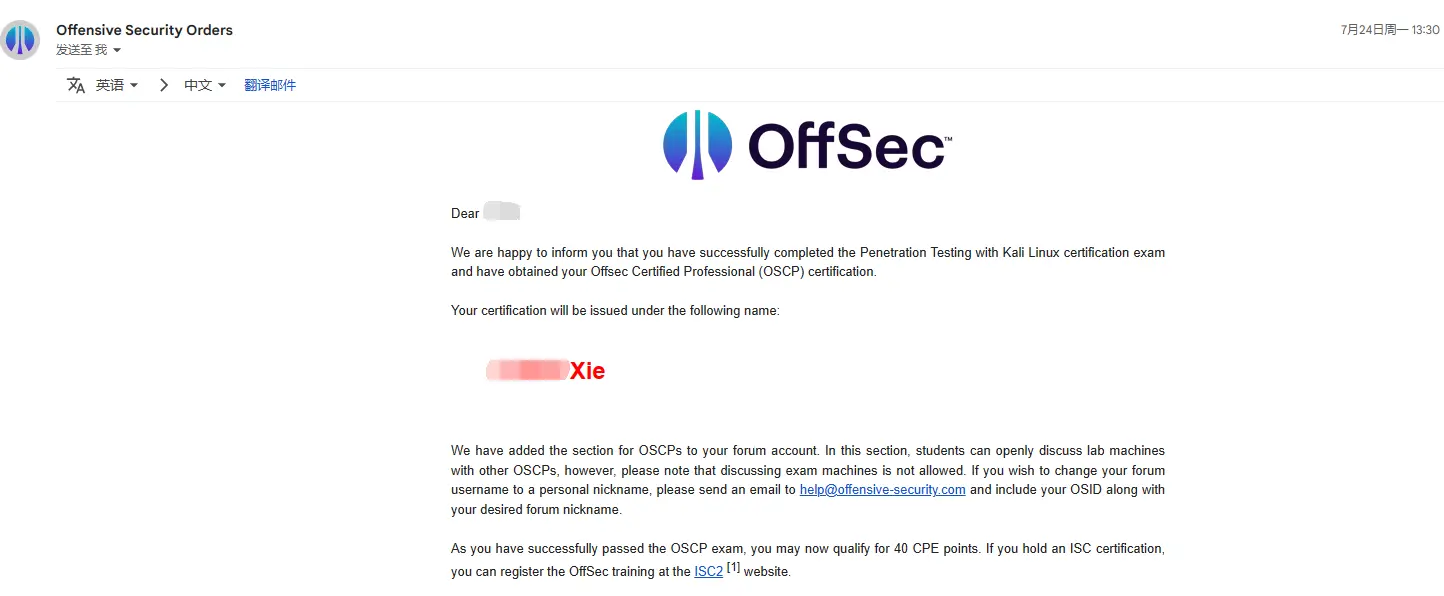 Offensive Security Orders
7月24日周一 13:30
发送至 我
英语 中文 翻译邮件
OffSec™
Dear
We are happy to inform you that you have successfully completed the Penetration Testing with Kali Linux certification exam
and have obtained your Offsec Certified Professional (OSCP) certification.
Your certification will be issued under the following name:
Xie
We have added the section for OSCPs to your forum account. In this section, students can openly discuss lab machines
with other OSCPs, however, please note that discussing exam machines is not allowed. If you wish to change your forum
username to a personal nickname, please send an email to help@offensive-security.com and include your OSID along with
your desired forum nickname.
As you have successfully passed the OSCP exam, you may now qualify for 40 CPE points. If you hold an ISC certification,
you can register the OffSec training at the ISC2 [1] website.